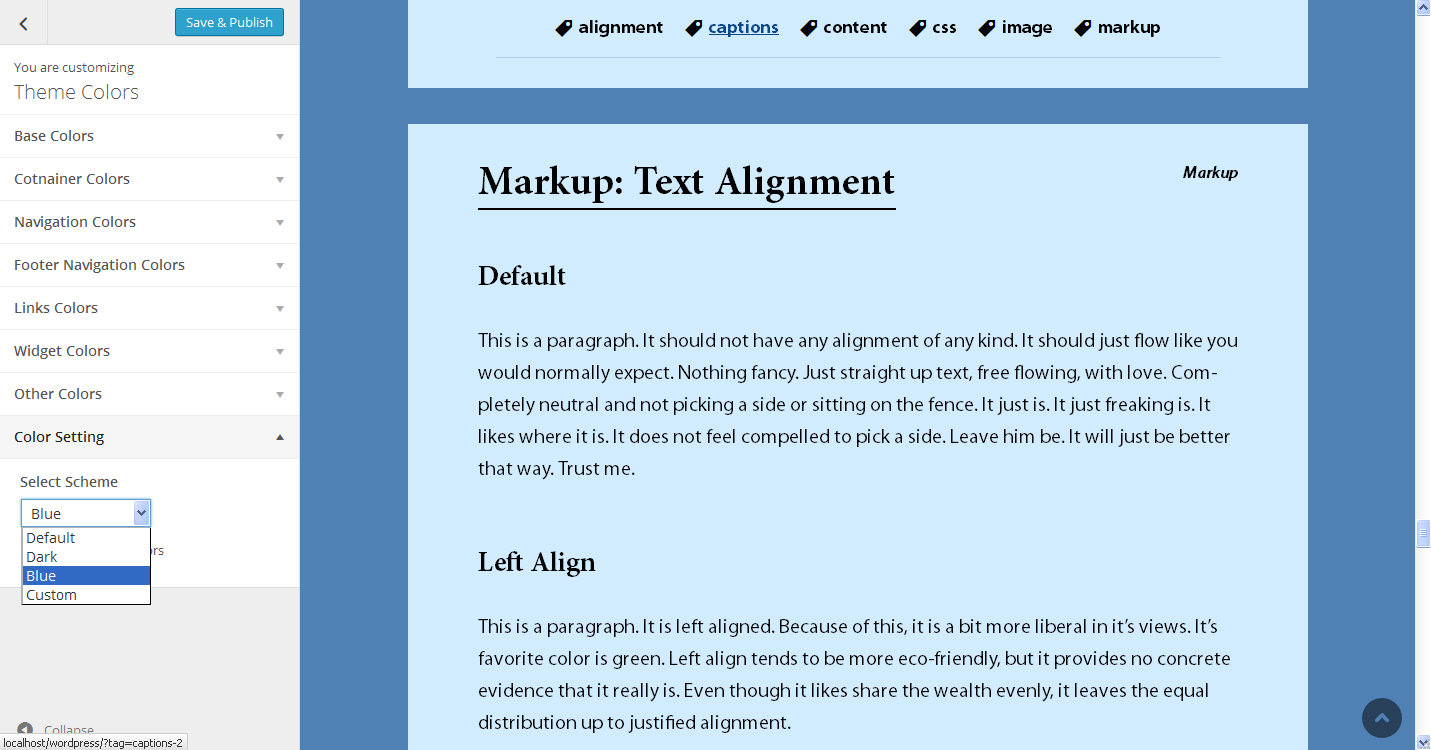 Save & Publish
You are customizing
Theme Colors
Base Colors
Cotnainer Colors
Navigation Colors
Footer Navigation Colors
Links Colors
Widget Colors
Other Colors
Color Setting
Select Scheme
Blue
Default
Dark
Blue
Custom
ors
Collapse
localhost/wordpress/?tag=captions-2
alignment captions content css image markup
Markup: Text Alignment
Markup
Default
This is a paragraph. It should not have any alignment of any kind. It should just flow like you
would normally expect. Nothing fancy. Just straight up text, free flowing, with love. Com-
pletely neutral and not picking a side or sitting on the fence. It just is. It just freaking is. It
likes where it is. It does not feel compelled to pick a side. Leave him be. It will just be better
that way. Trust me.
Left Align
This is a paragraph. It is left aligned. Because of this, it is a bit more liberal in it’s views. It’s
favorite color is green. Left align tends to be more eco-friendly, but it provides no concrete
evidence that it really is. Even though it likes share the wealth evenly, it leaves the equal
distribution up to justified alignment.